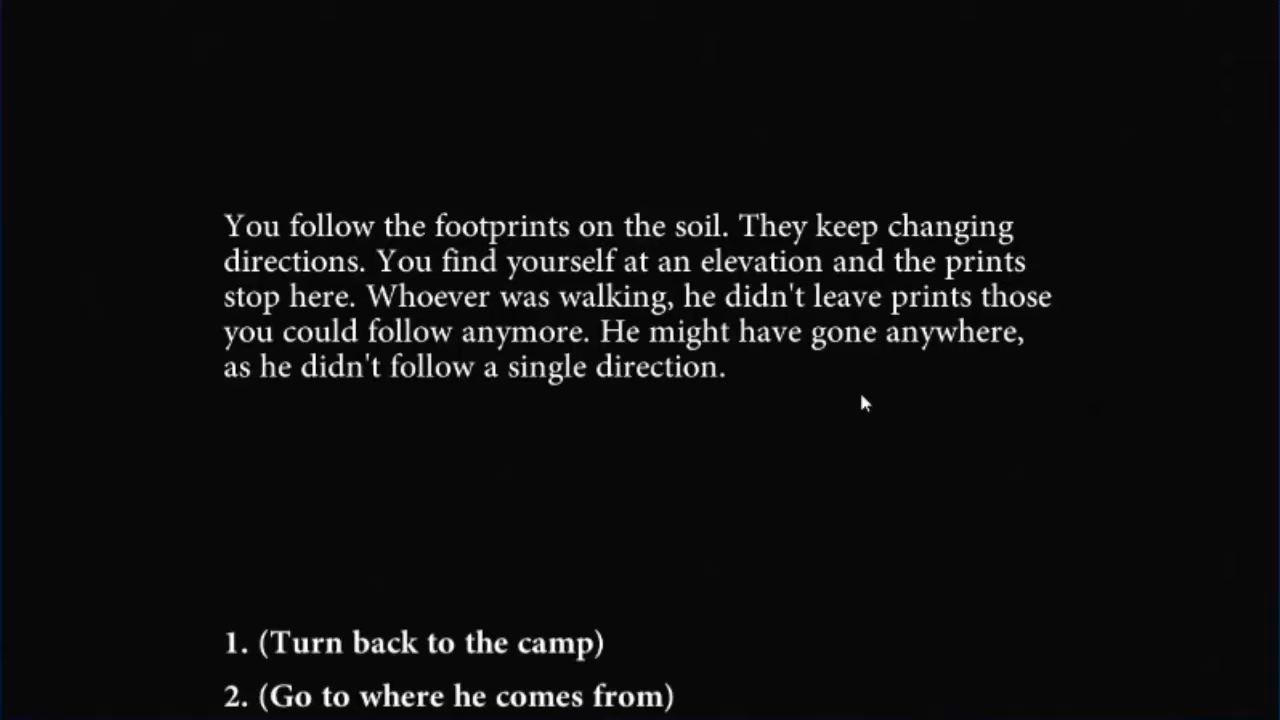 You follow the footprints on the soil. They keep changing
directions. You find yourself at an elevation and the prints
stop here. Whoever was walking, he didn't leave prints those
you could follow anymore. He might have gone anywhere,
as he didn't follow a single direction.
1. (Turn back to the camp)
2. (Go to where he comes from)